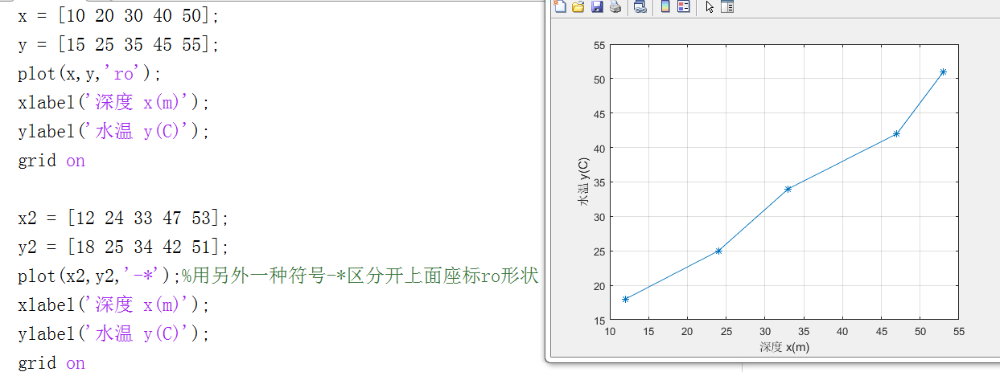 x = [10 20 30 40 50];
y = [15 25 35 45 55];
plot(x,y,'ro');
xlabel('深度 x(m)');
ylabel('水温 y(C)');
grid on
x2 = [12 24 33 47 53];
y2 = [18 25 34 42 51];
plot(x2,y2,'-*');%用另外一种符号-*区分开上面座标ro形状
xlabel('深度 x(m)');
ylabel('水温 y(C)');
grid on
55
50
45
40
35
30
25
20
15
水温 y(C)
10 15 20 25 30 35 40 45 50 55
深度 x(m)